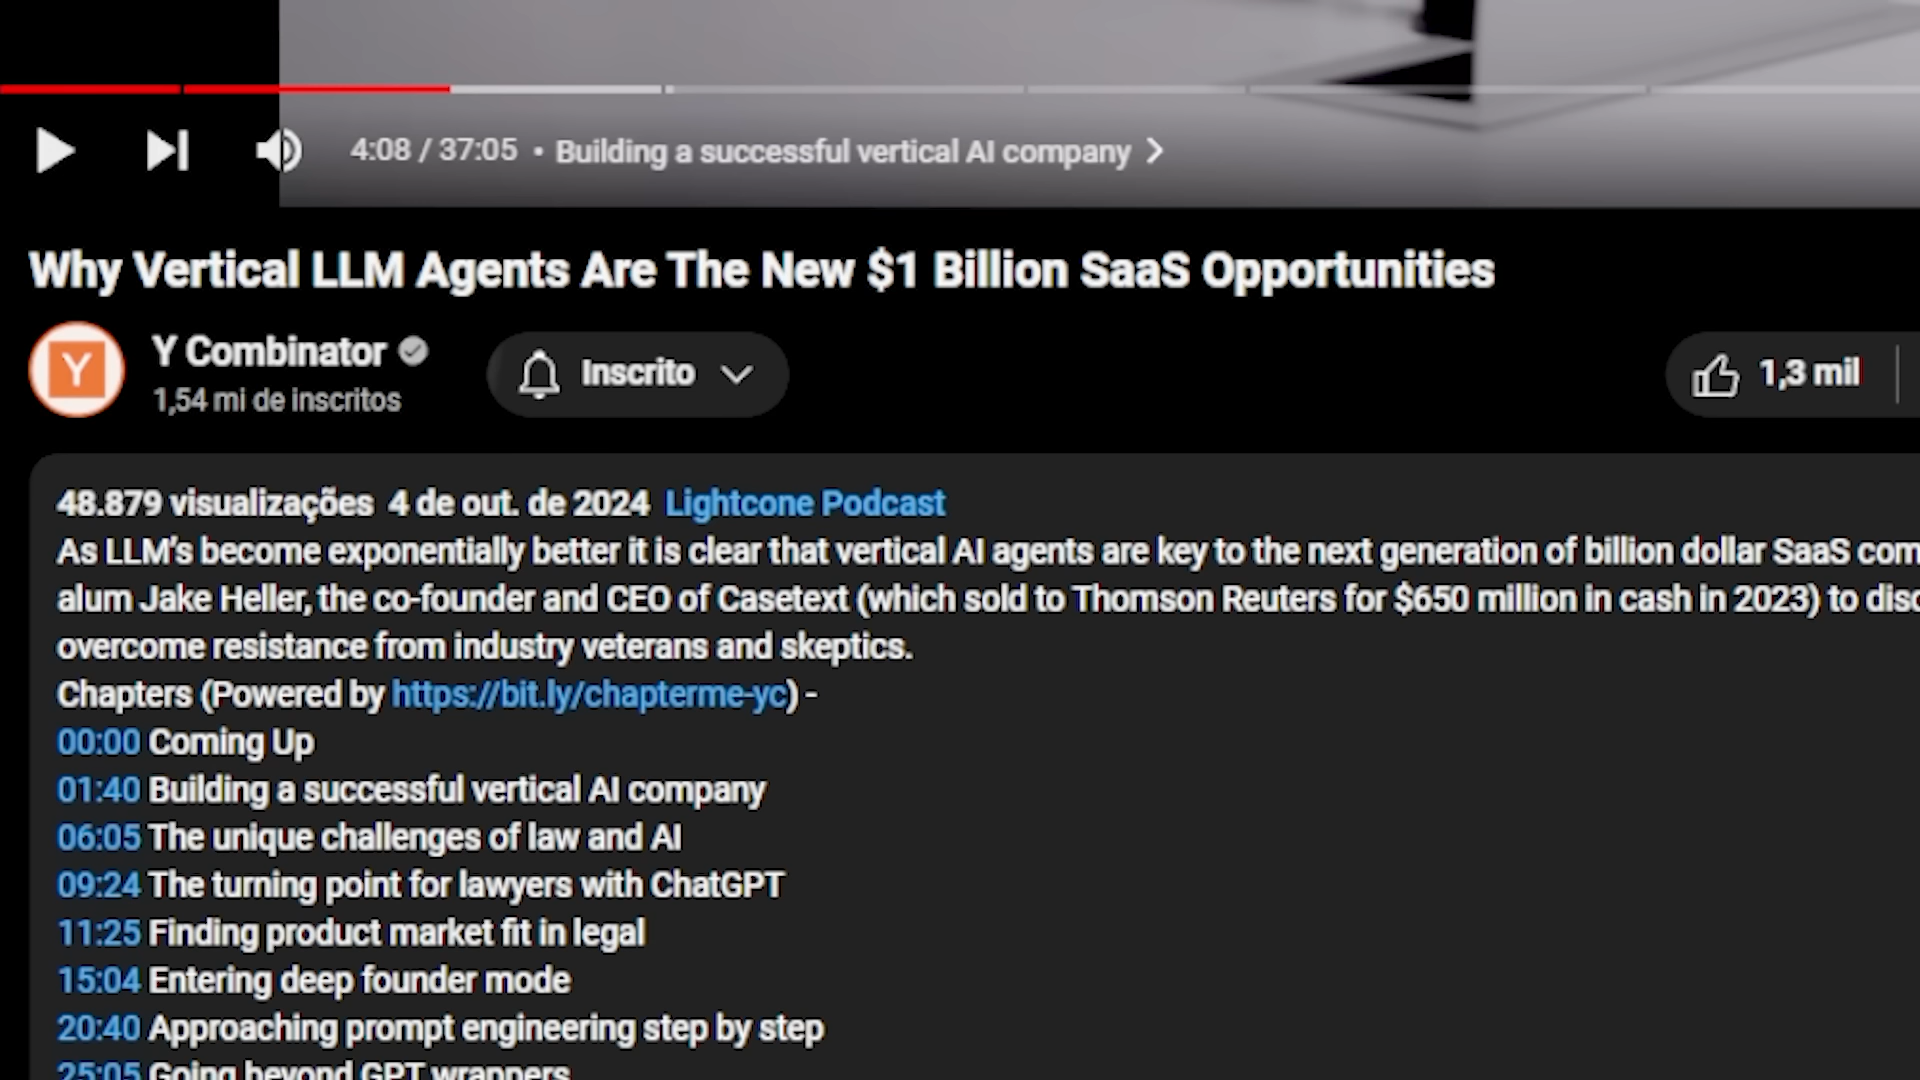 4:08 / 37:05 • Building a successful vertical AI company
Why Vertical LLM Agents Are The New $1 Billion SaaS Opportunities
Y
Y Combinator
1,54 mi de inscritos
Inscrito
1,3 mil
48.879 visualizações 4 de out. de 2024 Lightcone Podcast
As LLM's become exponentially better it is clear that vertical AI agents are key to the next generation of billion dollar SaaS com
alum Jake Heller, the co-founder and CEO of Casetext (which sold to Thomson Reuters for $650 million in cash in 2023) to disc
overcome resistance from industry veterans and skeptics.
Chapters (Powered by https://bit.ly/chapterme-yc) -
00:00 Coming Up
01:40 Building a successful vertical AI company
06:05 The unique challenges of law and AI
09:24 The turning point for lawyers with ChatGPT
11:25 Finding product market fit in legal
15:04 Entering deep founder mode
20:40 Approaching prompt engineering step by step
25:05 Going beyond GPT wrappers